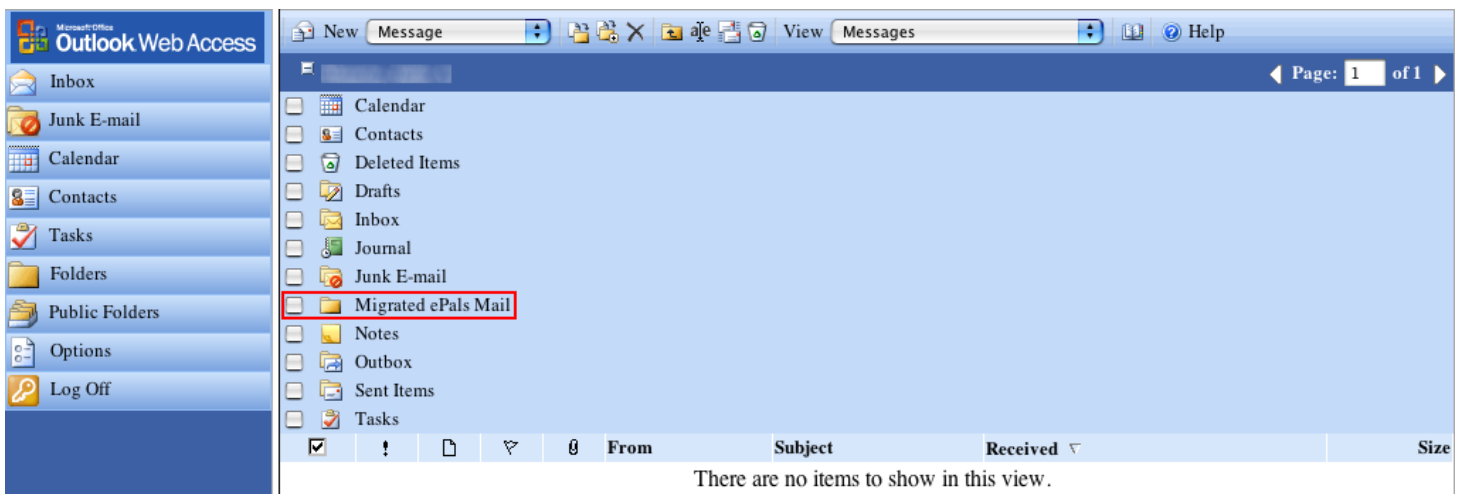 Microsoft Office
Outlook Web Access
Inbox
Junk E-mail
Calendar
Contacts
Tasks
Folders
Public Folders
Options
Log Off
New Message View Messages Help
Page: 1 of 1
Calendar
Contacts
Deleted Items
Drafts
Inbox
Journal
Junk E-mail
Migrated ePals Mail
Notes
Outbox
Sent Items
Tasks
From Subject Received Size
There are no items to show in this view.